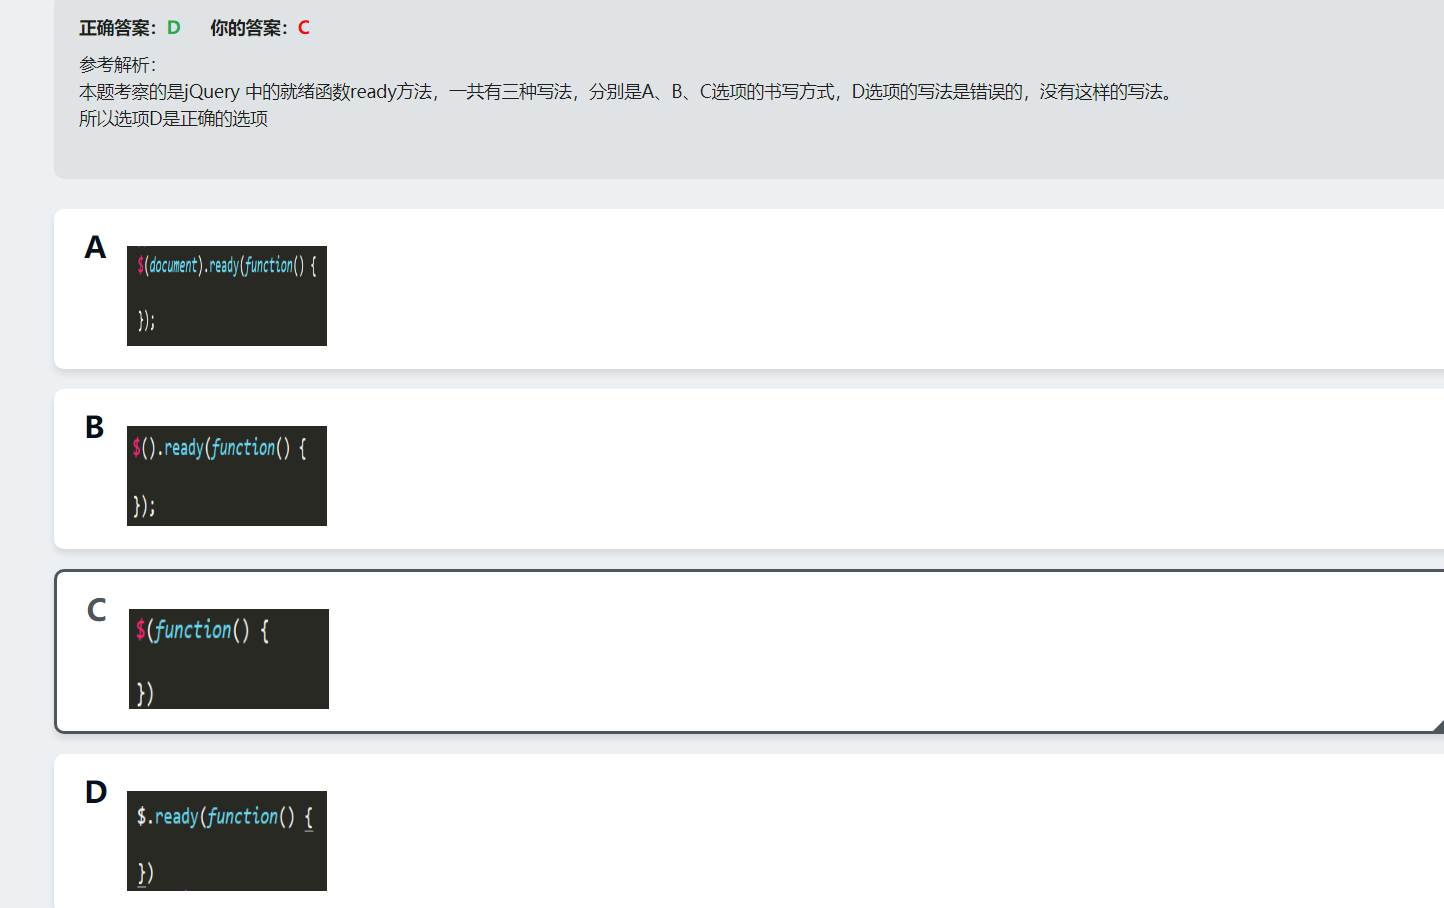 正确答案：D 你的答案：C
参考解析：
本题考察的是jQuery 中的就绪函数ready方法，一共有三种写法，分别是A、B、C选项的书写方式，D选项的写法是错误的，没有这样的写法。
所以选项D是正确的选项
A
$(document).ready(function() {
});
B
$().ready(function() {
});
C
$(function() {
})
D
$.ready(function() {
})